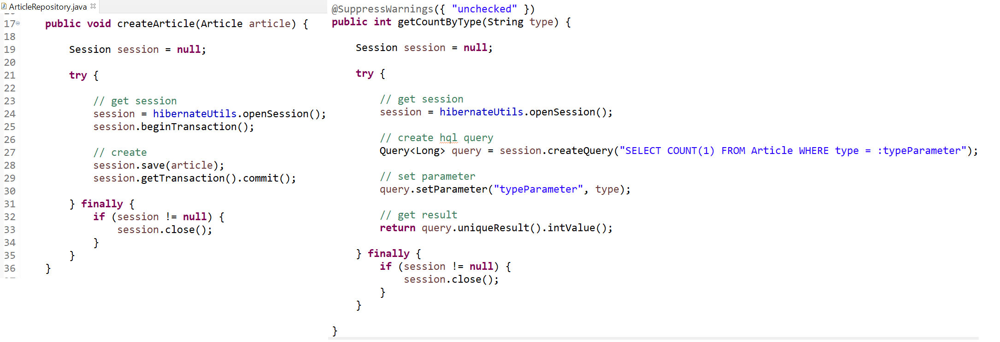 ArticleRepository.java
17 public void createArticle(Article article) {
18
19 Session session = null;
20
21 try {
22
23 // get session
24 session = hibernateUtils.openSession();
25 session.beginTransaction();
26
27 // create
28 session.save(article);
29 session.getTransaction().commit();
30
31 } finally {
32 if (session != null) {
33 session.close();
34 }
35 }
36 }
@SuppressWarnings({ "unchecked" })
public int getCountByType(String type) {
Session session = null;
try {
// get session
session = hibernateUtils.openSession();
// create hql query
Query<Long> query = session.createQuery("SELECT COUNT(1) FROM Article WHERE type = :typeParameter");
// set parameter
query.setParameter("typeParameter", type);
// get result
return query.uniqueResult().intValue();
} finally {
if (session != null) {
session.close();
}
}
}